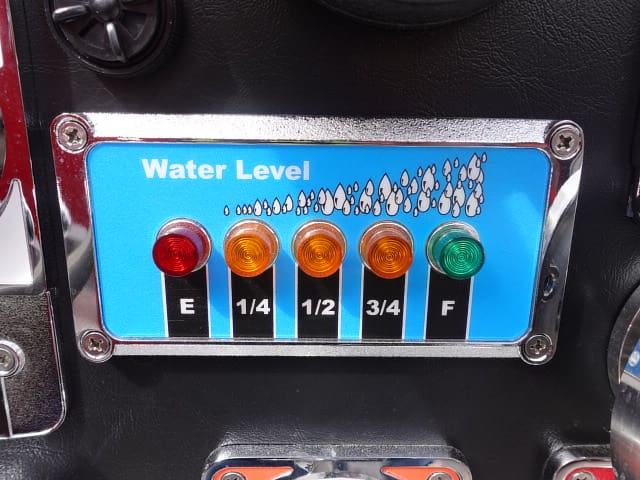 Water Level
E 1/4 1/2 3/4 F